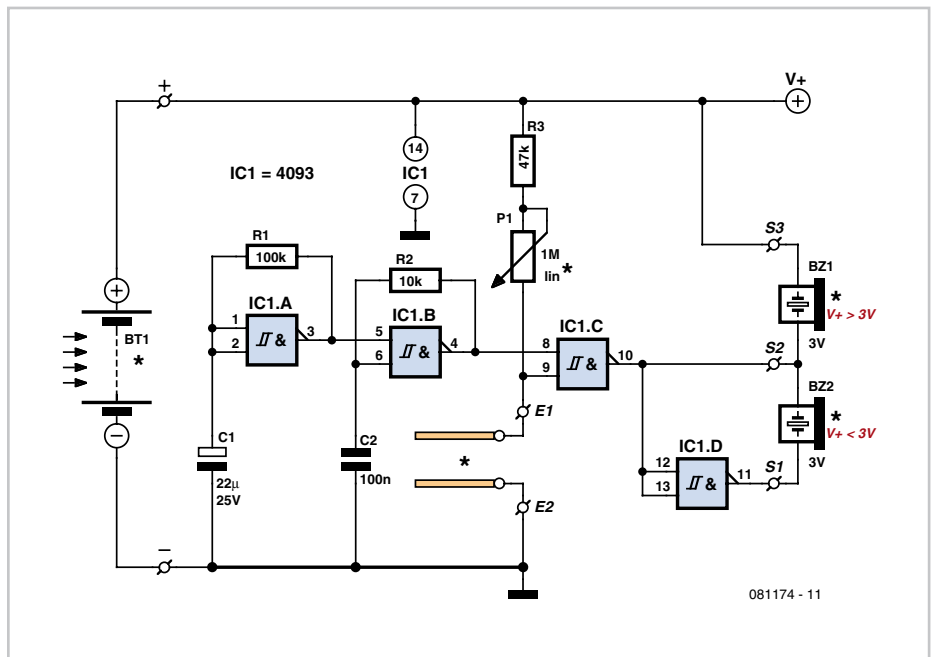 V+
+
+
R3
47k
14
IC1 = 4093
IC1
7
P1
1M
lin *
S3
R1
100k
R2
10k
BZ1
*
V+ > 3V
3V
+
IC1.A
1
2
&
3
IC1.B
5
6
&
4
IC1.C
8
9
&
10
S2
BT1
*
BZ2
*
V+ < 3V
3V
E1
*
E2
–
C1
22μ
25V
C2
100n
IC1.D
12
13
&
11
S1
–
081174 - 11